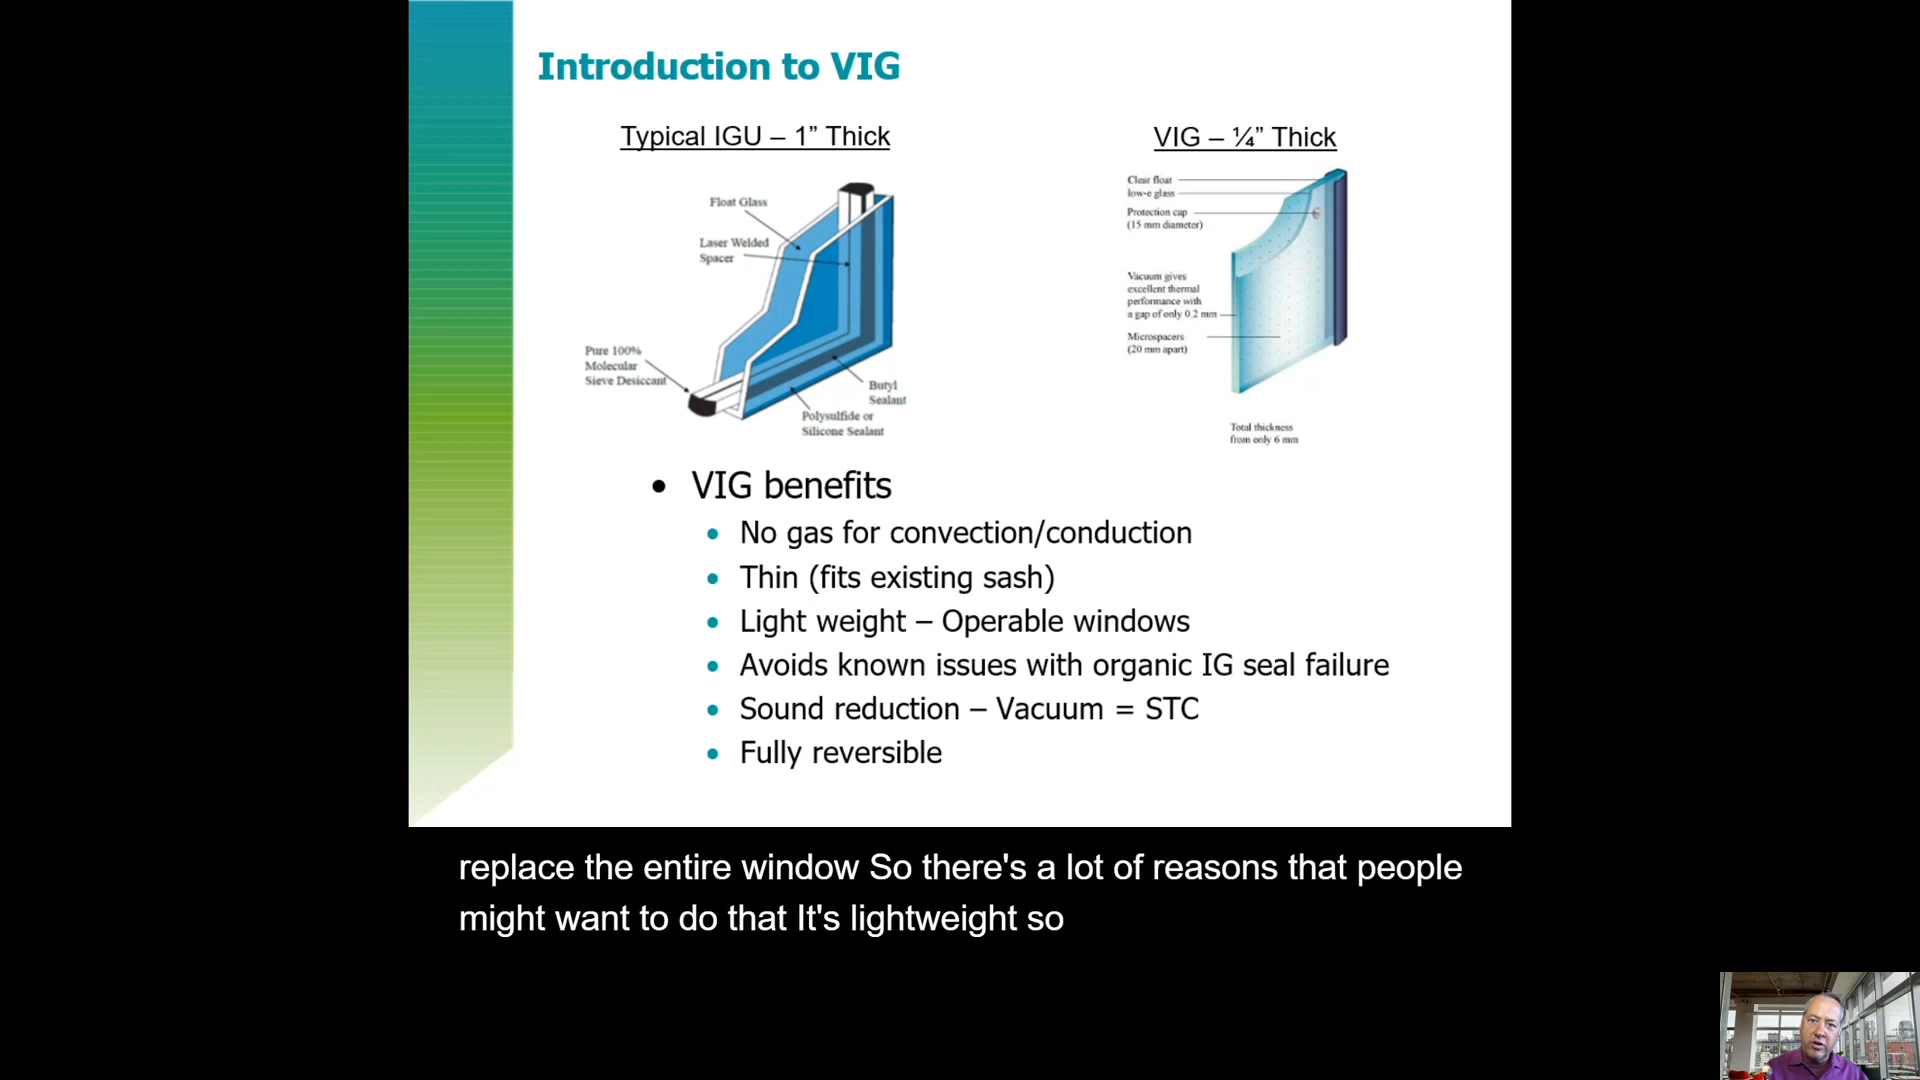 Introduction to VIG
Typical IGU – 1” Thick
Float Glass
Laser Welded
Spacer
Pure 100%
Molecular
Sieve Desiccant
Butyl
Sealant
Polysulfide or
Silicone Sealant
VIG – ¼” Thick
Clear float
low-e glass
Protection cap
(15 mm diameter)
Vacuum gives
excellent thermal
performance with
a gap of only 0.2 mm
Microspacers
(20 mm apart)
Total thickness
from only 6 mm
• VIG benefits
• No gas for convection/conduction
• Thin (fits existing sash)
• Light weight – Operable windows
• Avoids known issues with organic IG seal failure
• Sound reduction – Vacuum = STC
• Fully reversible
replace the entire window So there's a lot of reasons that people
might want to do that It's lightweight so